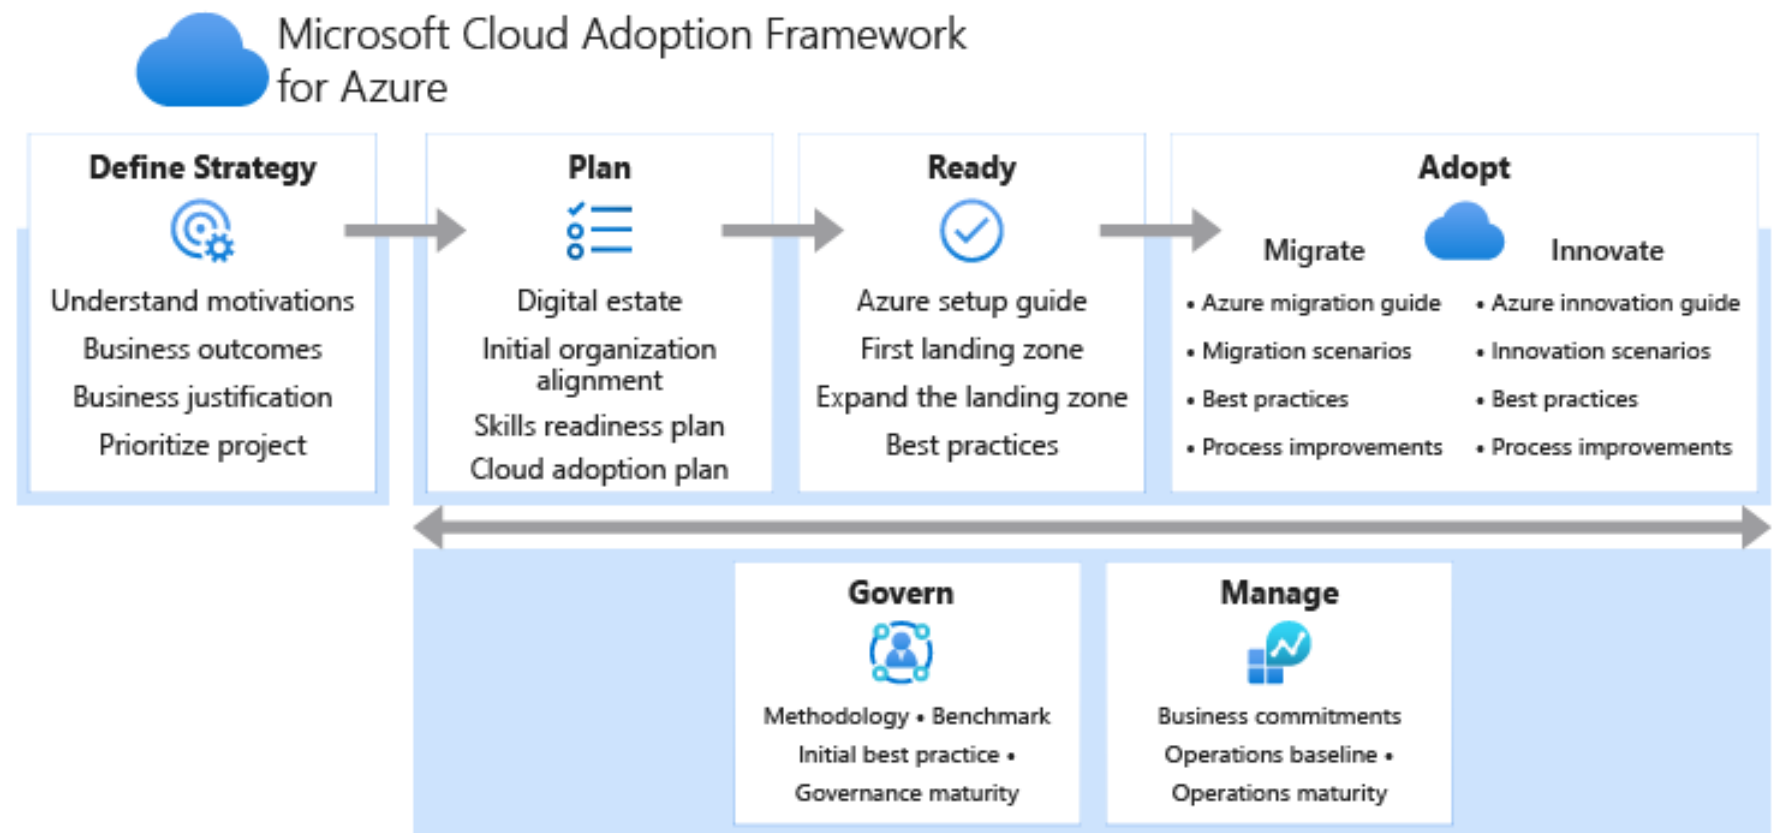 Microsoft Cloud Adoption Framework
for Azure
Define Strategy
Understand motivations
Business outcomes
Business justification
Prioritize project
Plan
Digital estate
Initial organization
alignment
Skills readiness plan
Cloud adoption plan
Ready
Azure setup guide
First landing zone
Expand the landing zone
Best practices
Adopt
Migrate
• Azure migration guide
• Migration scenarios
• Best practices
• Process improvements
Innovate
• Azure innovation guide
• Innovation scenarios
• Best practices
• Process improvements
Govern
Methodology • Benchmark
Initial best practice •
Governance maturity
Manage
Business commitments
Operations baseline •
Operations maturity